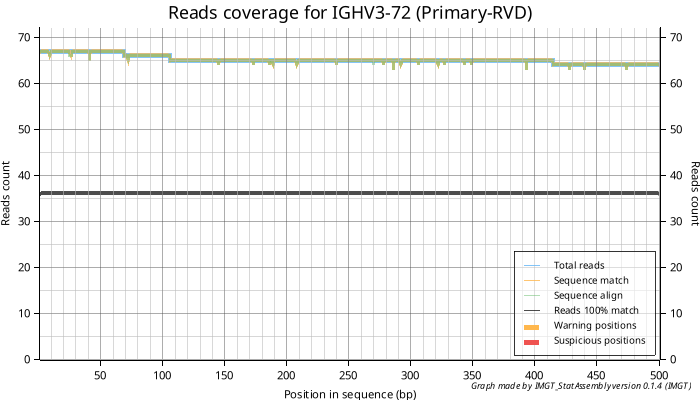 Reads coverage for IGHV3-72 (Primary-RVD)
70
60
50
40
30
20
10
0
70
60
50
40
30
20
10
0
Reads count
Reads count
50
100
150
200
250
300
350
400
450
500
Position in sequence (bp)
Total reads
Sequence match
Sequence align
Reads 100% match
Warning positions
Suspicious positions
Graph made by IMGT_StatAssembly version 0.1.4 (IMGT)